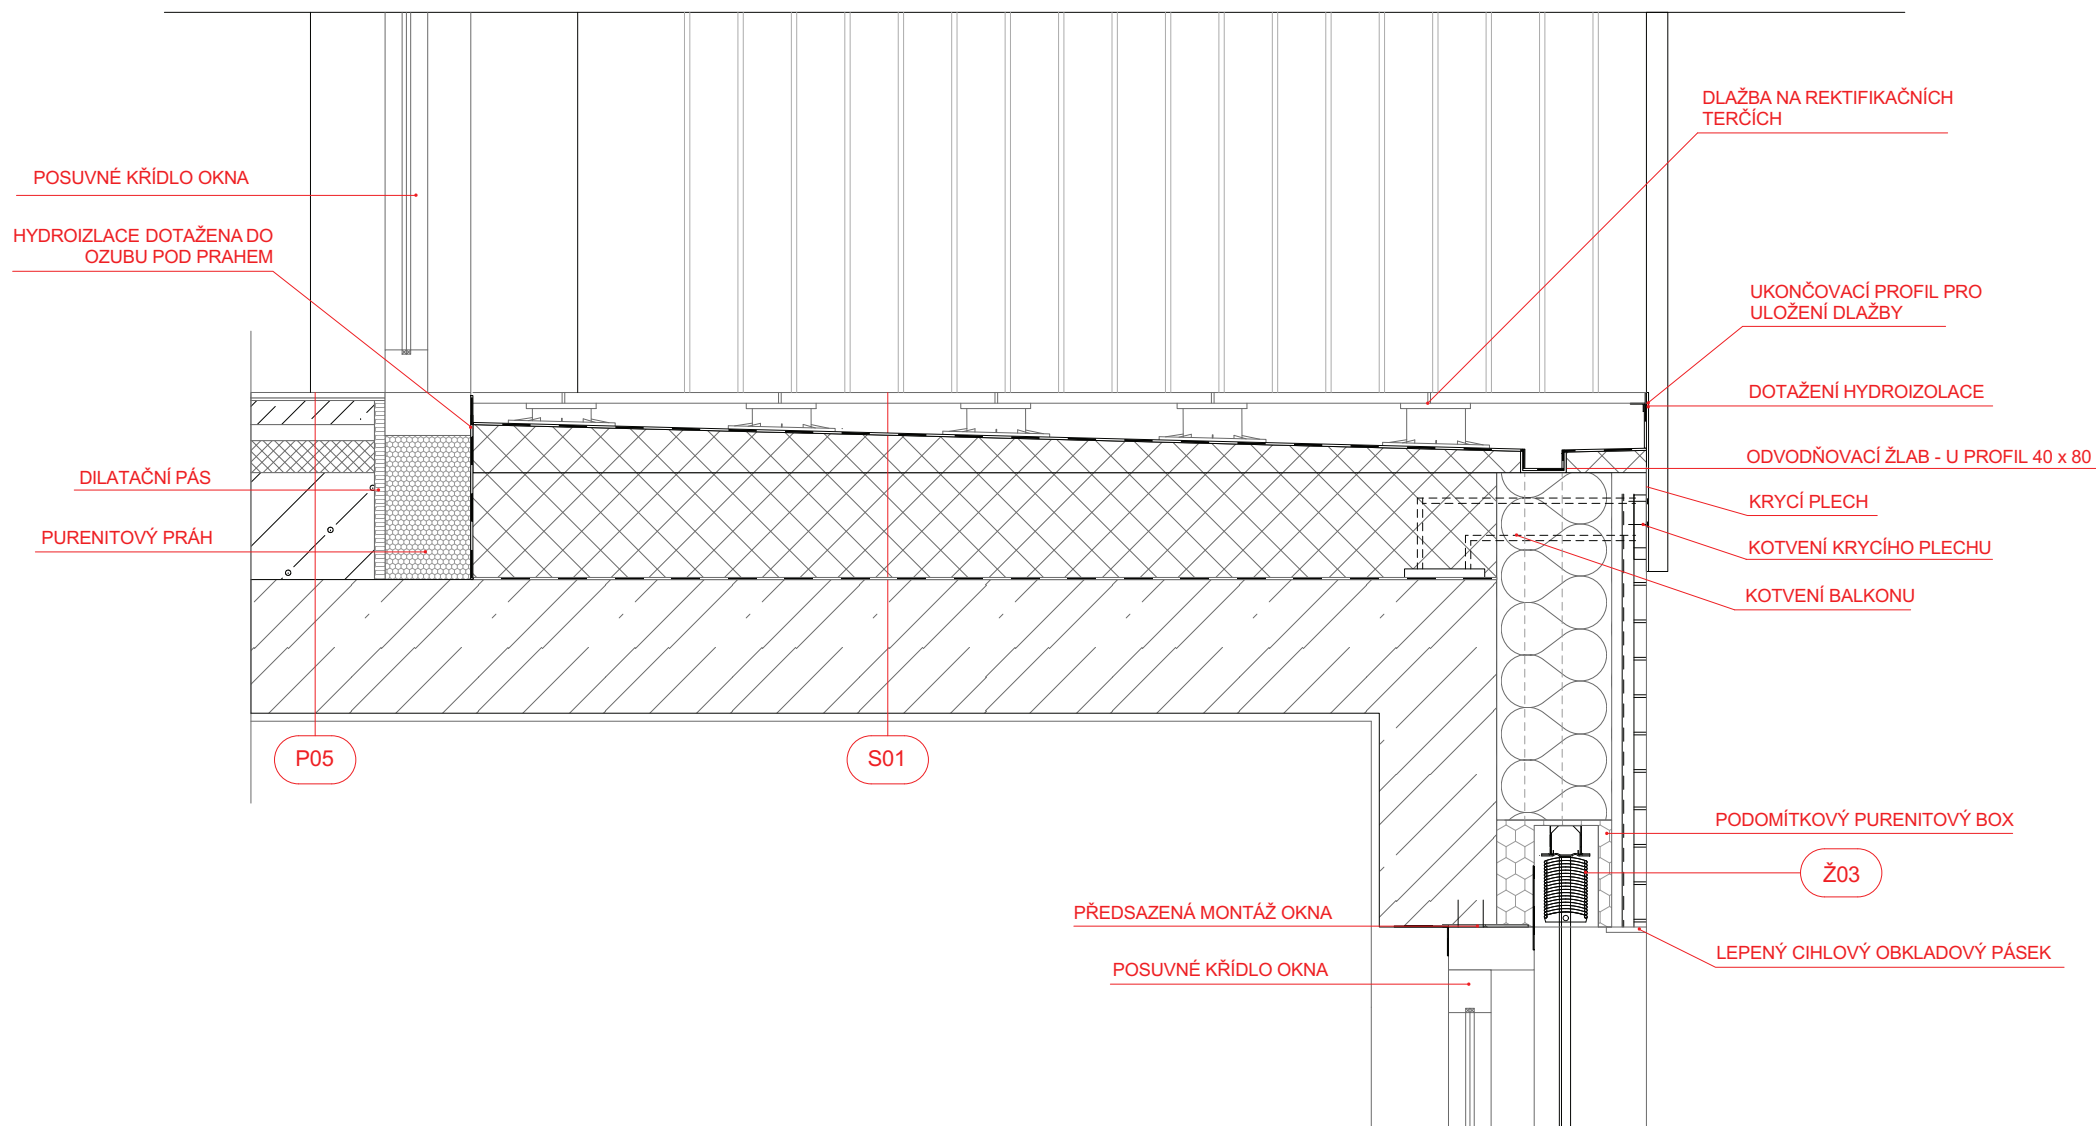 DLAŽBA NA REKTIFIKAČNÍCH
TERČÍCH
POSUVNÉ KŘÍDLO OKNA
HYDROIZLACE DOTAŽENA DO
OZUBU POD PRAHEM
UKONČOVACÍ PROFIL PRO
ULOŽENÍ DLAŽBY
DOTAŽENÍ HYDROIZOLACE
ODVODŇOVACÍ ŽLAB - U PROFIL 40 x 80
DILATAČNÍ PÁS
KRYCÍ PLECH
PURENITOVÝ PRÁH
KOTVENÍ KRYCÍHO PLECHU
KOTVENÍ BALKONU
P05
S01
PODOMÍTKOVÝ PURENITOVÝ BOX
Ž03
PŘEDSAZENÁ MONTÁŽ OKNA
LEPENÝ CIHLOVÝ OBKLADOVÝ PÁSEK
POSUVNÉ KŘÍDLO OKNA